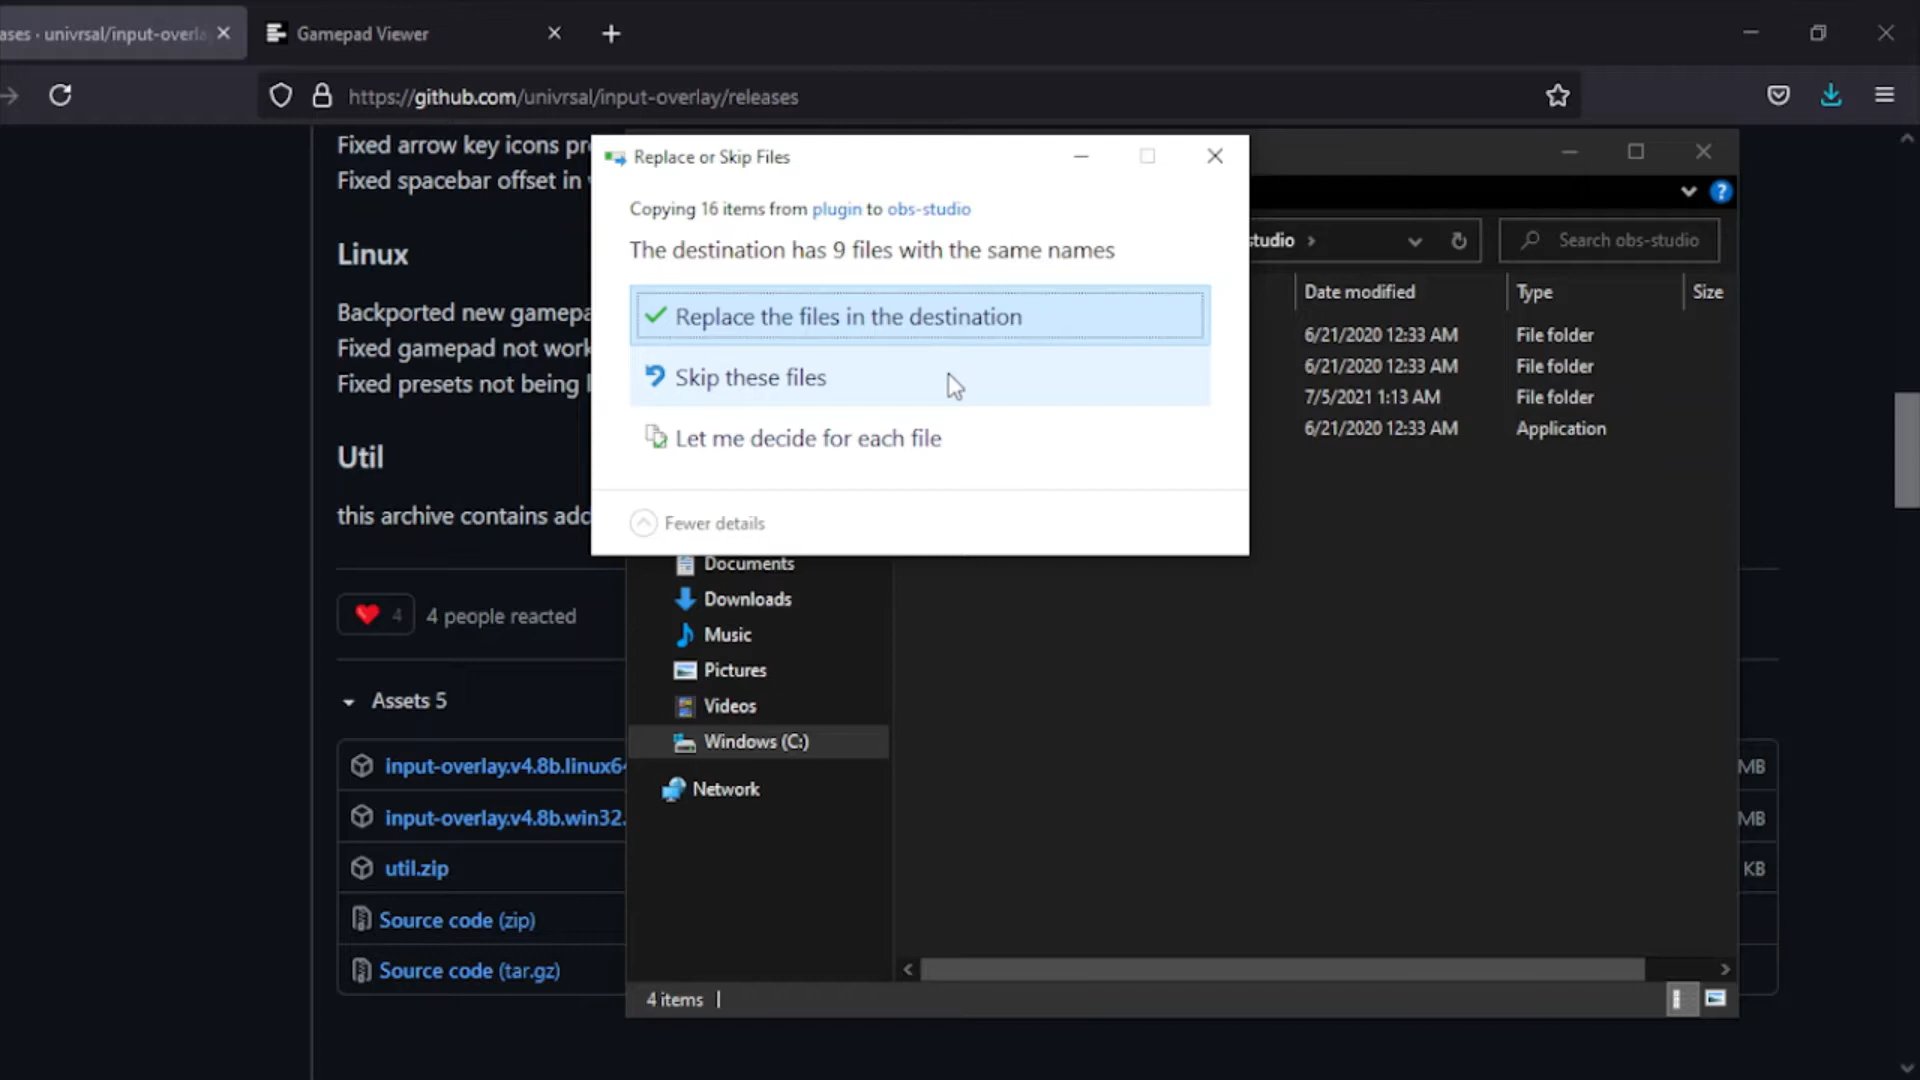 ases · univrsal/input-overla
Gamepad Viewer
https://github.com/univrsal/input-overlay/releases
Fixed arrow key icons pr
Fixed spacebar offset in
Linux
Backported new gamepa
Fixed gamepad not work
Fixed presets not being
Util
this archive contains add
4
4 people reacted
Assets 5
input-overlay.v4.8b.linux64
MB
input-overlay.v4.8b.win32.
MB
util.zip
KB
Source code (zip)
Source code (tar.gz)
Replace or Skip Files
Copying 16 items from plugin to obs-studio
The destination has 9 files with the same names
Replace the files in the destination
Skip these files
Let me decide for each file
Fewer details
studio
Search obs-studio
Date modified
Type
Size
6/21/2020 12:33 AM
File folder
6/21/2020 12:33 AM
File folder
7/5/2021 1:13 AM
File folder
6/21/2020 12:33 AM
Application
Documents
Downloads
Music
Pictures
Videos
Windows (C:)
Network
4 items